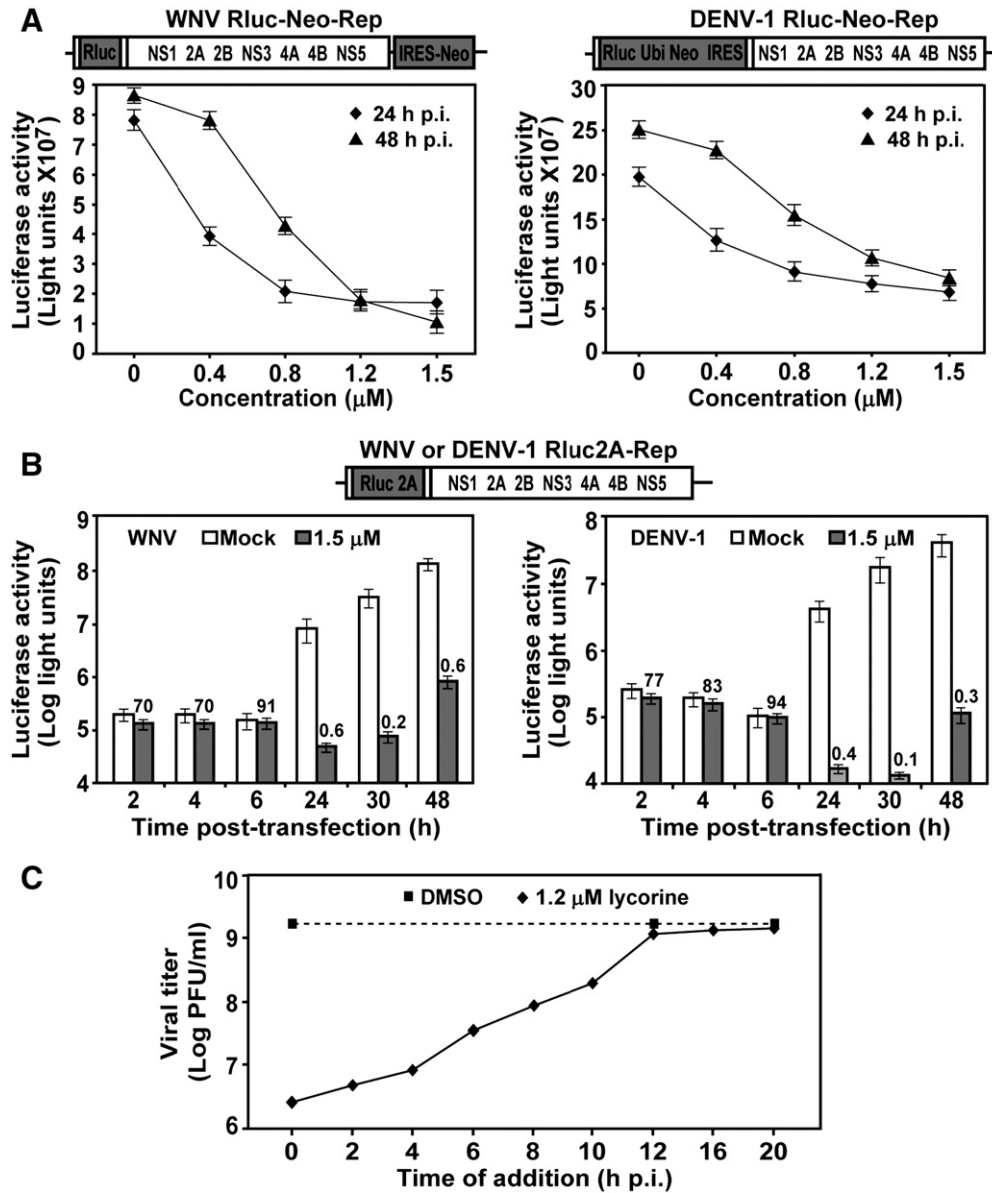 A
WNV Rluc-Neo-Rep
Rluc NS1 2A 2B NS3 4A 4B NS5 IRES-Neo
Luciferase activity
(Light units X10⁷)
9
8
7
6
5
4
3
2
1
0
24 h p.i.
48 h p.i.
0 0.4 0.8 1.2 1.5
Concentration (μM)
DENV-1 Rluc-Neo-Rep
Rluc Ubi Neo IRES NS1 2A 2B NS3 4A 4B NS5
Luciferase activity
(Light units X10⁷)
30
25
20
15
10
5
0
24 h p.i.
48 h p.i.
0 0.4 0.8 1.2 1.5
Concentration (μM)
B
WNV or DENV-1 Rluc2A-Rep
Rluc 2A NS1 2A 2B NS3 4A 4B NS5
Luciferase activity
(Log light units)
9
8
7
6
5
4
WNV Mock 1.5 μM
70 70 91 0.6 0.2 0.6
2 4 6 24 30 48
Time post-transfection (h)
Luciferase activity
(Log light units)
8
7
6
5
4
DENV-1 Mock 1.5 μM
77 83 94 0.4 0.1 0.3
2 4 6 24 30 48
Time post-transfection (h)
C
Viral titer
(Log PFU/ml)
10
9
8
7
6
DMSO 1.2 μM lycorine
0 2 4 6 8 10 12 16 20
Time of addition (h p.i.)